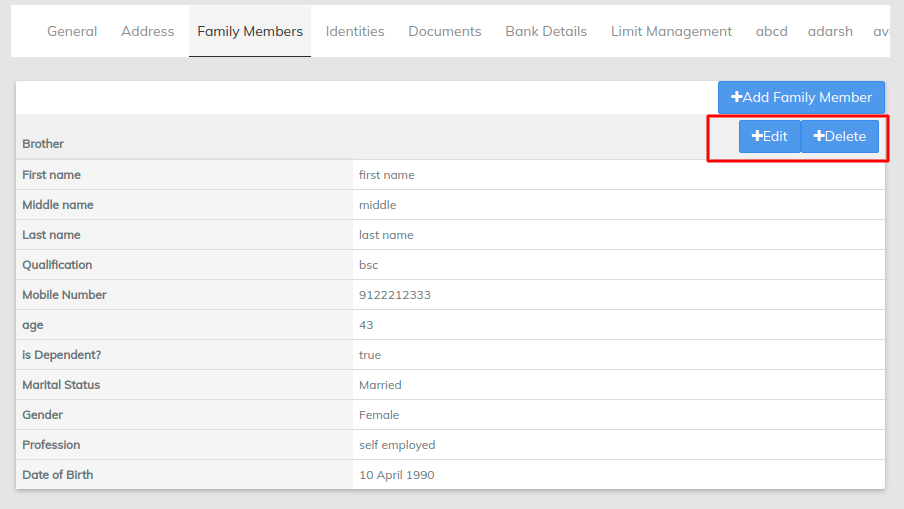 General Address Family Members Identities Documents Bank Details Limit Management abcd adarsh
+Add Family Member
Brother +Edit +Delete
First name first name
Middle name middle
Last name last name
Qualification bsc
Mobile Number 9122212333
age 43
is Dependent? true
Marital Status Married
Gender Female
Profession self employed
Date of Birth 10 April 1990